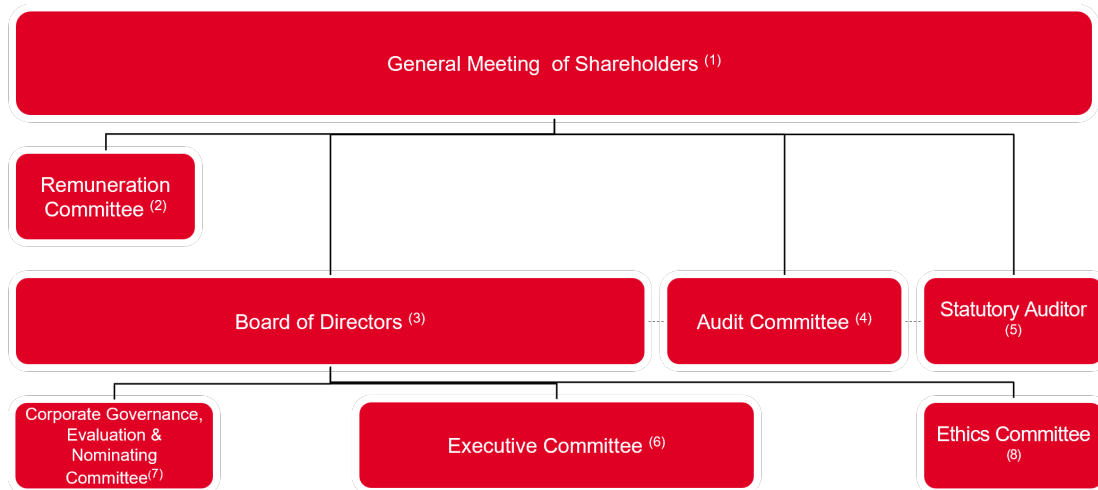 General Meeting of Shareholders (1)
Remuneration
Committee (2)
Board of Directors (3)
Audit Committee (4)
Statutory Auditor
(5)
Corporate Governance,
Evaluation &
Nominating
Committee(7)
Executive Committee (6)
Ethics Committee
(8)